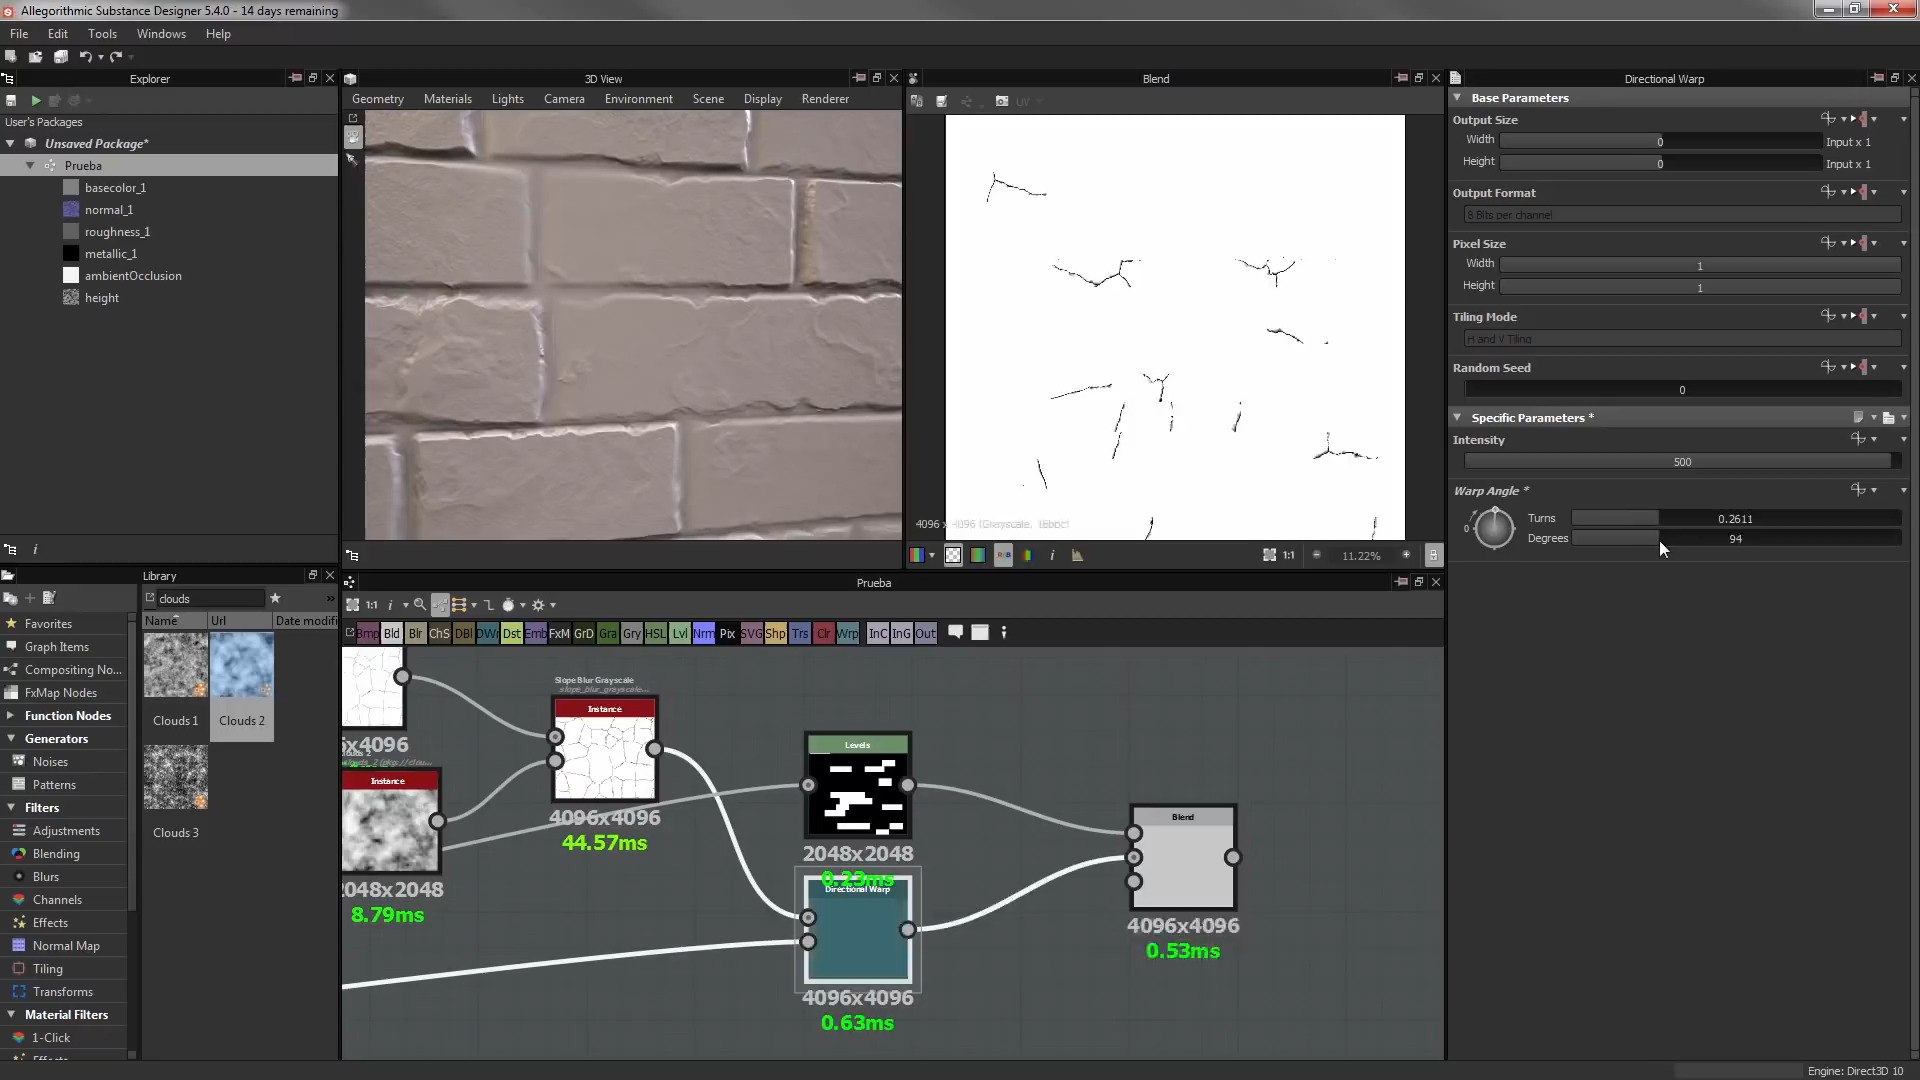 Allegorithmic Substance Designer 5.4.0 - 14 days remaining
File Edit Tools Windows Help
Explorer
User's Packages
Unsaved Package*
Prueba
basecolor_1
normal_1
roughness_1
metallic_1
ambientOcclusion
height
i
3D View
Geometry Materials Lights Camera Environment Scene Display Renderer
Blend
UV
4096 x 4096 (Grayscale, 16bpc)
RGB i 1:1 11.22%
Directional Warp
Base Parameters
Output Size
Width 0 Input x 1
Height 0 Input x 1
Output Format
8 Bits per channel
Pixel Size
Width 1
Height 1
Tiling Mode
H and V Tiling
Random Seed
0
Specific Parameters *
Intensity
500
Warp Angle *
0 Turns 0.2611
Degrees 94
Library
clouds »
Name Url Date modifi
Favorites
Graph Items
Compositing No...
FxMap Nodes
Function Nodes
Generators
Noises
Patterns
Filters
Adjustments
Blending
Blurs
Channels
Effects
Normal Map
Tiling
Transforms
Material Filters
1-Click
Effects
Clouds 1 Clouds 2
Clouds 3
Prueba
1:1 i
Bmp Bld Blr ChS DBl DWr Dst Emb FxM GrD Gra Gry HSL Lvl Nrm Pix SVG Shp Trs Clr Wrp InC InG Out
x4096
Instance
2048x2048
8.79ms
Slope Blur Grayscale
slope_blur_grayscale...
Instance
4096x4096
44.57ms
Levels
2048x2048
0.23ms
Directional Warp
4096x4096
0.63ms
Blend
4096x4096
0.53ms
Engine: Direct3D 10